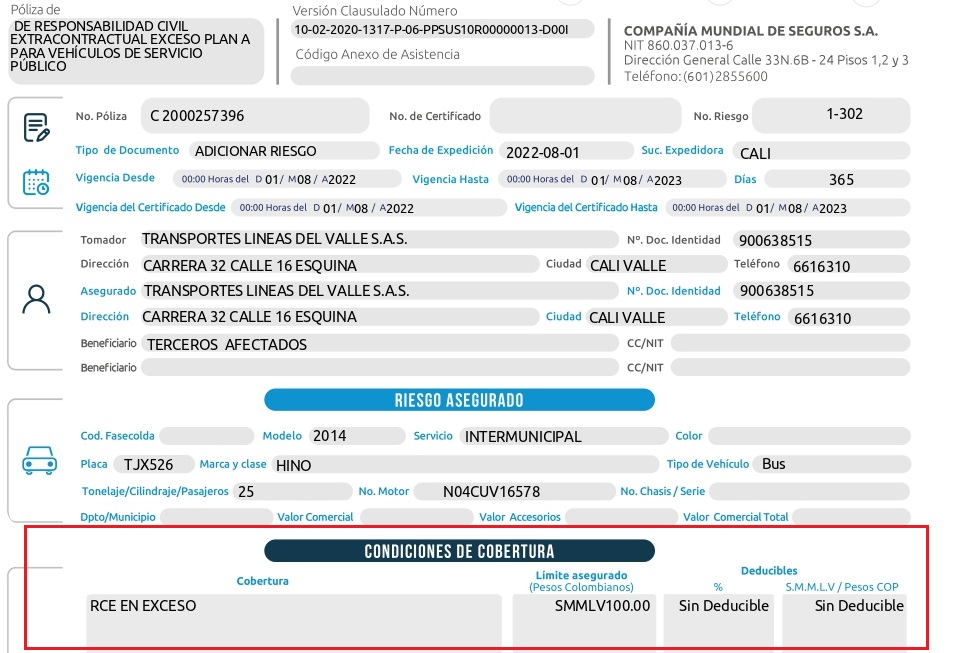 Póliza de
DE RESPONSABILIDAD CIVIL
EXTRACONTRACTUAL EXCESO PLAN A
PARA VEHÍCULOS DE SERVICIO
PÚBLICO
Versión Clausulado Número
10-02-2020-1317-P-06-PPSUS10R00000013-D00I
Código Anexo de Asistencia
COMPAÑÍA MUNDIAL DE SEGUROS S.A.
NIT 860.037.013-6
Dirección General Calle 33N.6B - 24 Pisos 1,2 y 3
Teléfono:(601)2855600
No. Póliza C 2000257396 No. de Certificado No. Riesgo 1-302
Tipo de Documento ADICIONAR RIESGO Fecha de Expedición 2022-08-01 Suc. Expedidora CALI
Vigencia Desde 00:00 Horas del D 01/ M 08 / A 2022 Vigencia Hasta 00:00 Horas del D 01/ M 08 / A 2023 Días 365
Vigencia del Certificado Desde 00:00 Horas del D 01/ M 08 / A 2022 Vigencia del Certificado Hasta 00:00 Horas del D 01/ M 08 / A 2023
Tomador TRANSPORTES LINEAS DEL VALLE S.A.S. Nº. Doc. Identidad 900638515
Dirección CARRERA 32 CALLE 16 ESQUINA Ciudad CALI VALLE Teléfono 6616310
Asegurado TRANSPORTES LINEAS DEL VALLE S.A.S. Nº. Doc. Identidad 900638515
Dirección CARRERA 32 CALLE 16 ESQUINA Ciudad CALI VALLE Teléfono 6616310
Beneficiario TERCEROS AFECTADOS CC/NIT
Beneficiario CC/NIT
RIESGO ASEGURADO
Cod. Fasecolda Modelo 2014 Servicio INTERMUNICIPAL Color
Placa TJX526 Marca y clase HINO Tipo de Vehículo Bus
Tonelaje/Cilindraje/Pasajeros 25 No. Motor N04CUV16578 No. Chasis / Serie
Dpto/Municipio Valor Comercial Valor Accesorios Valor Comercial Total
CONDICIONES DE COBERTURA
Cobertura Límite asegurado (Pesos Colombianos) Deducibles
% S.M.M.L.V / Pesos COP
RCE EN EXCESO SMMLV100.00 Sin Deducible Sin Deducible